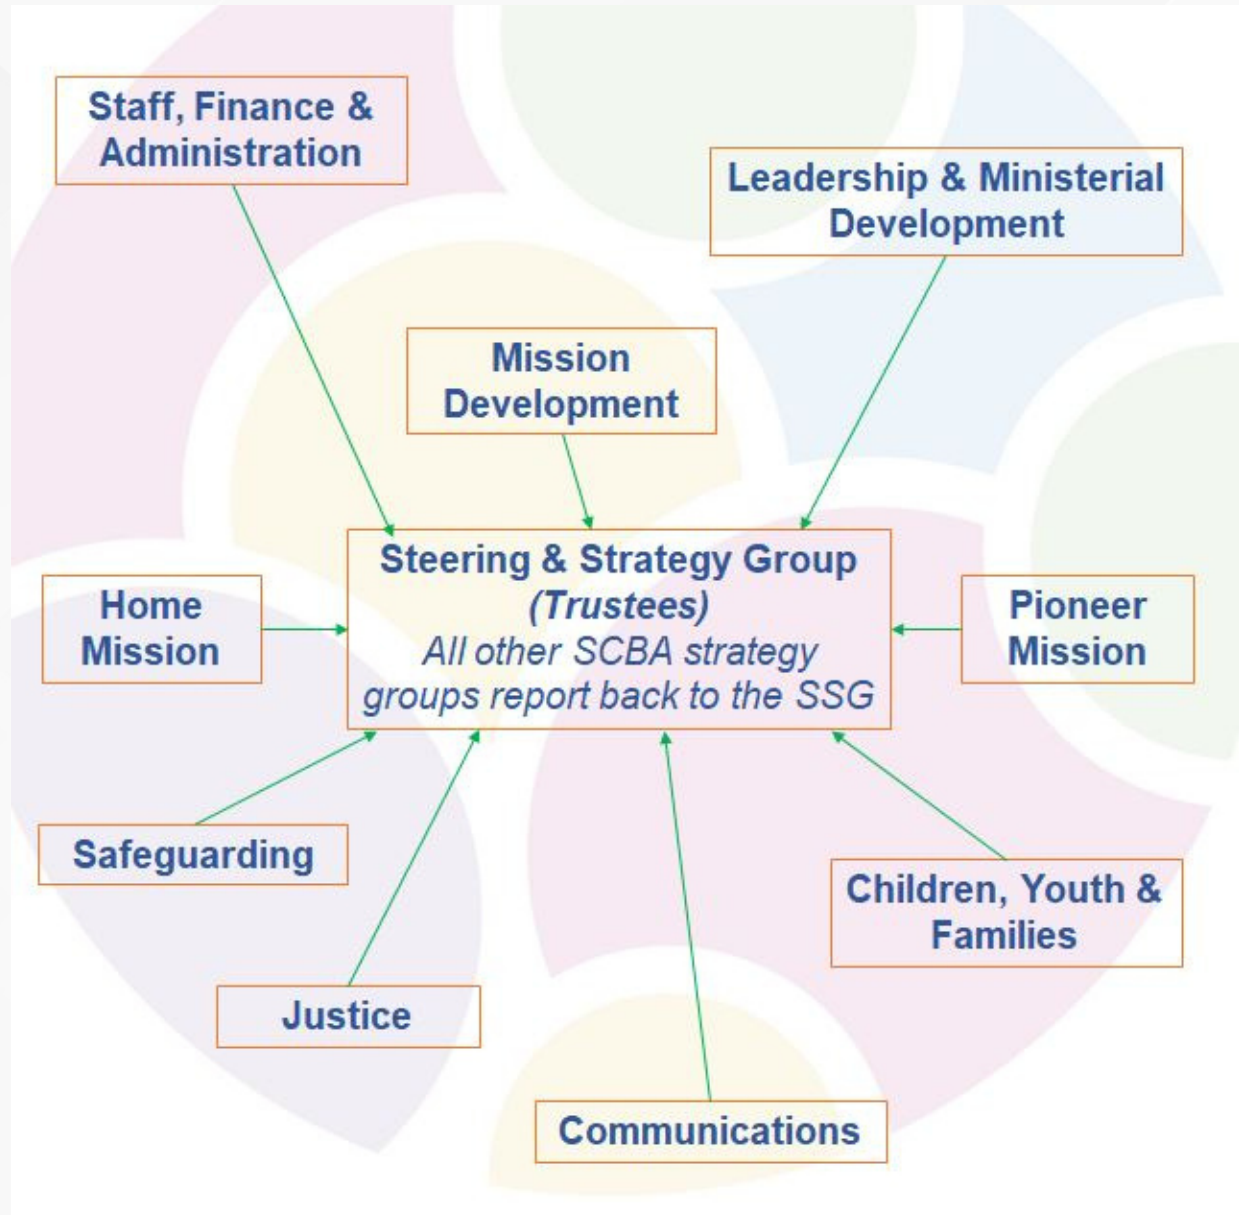 Staff, Finance &
Administration
Leadership & Ministerial
Development
Mission
Development
Steering & Strategy Group
(Trustees)
All other SCBA strategy
groups report back to the SSG
Home
Mission
Pioneer
Mission
Safeguarding
Children, Youth &
Families
Justice
Communications